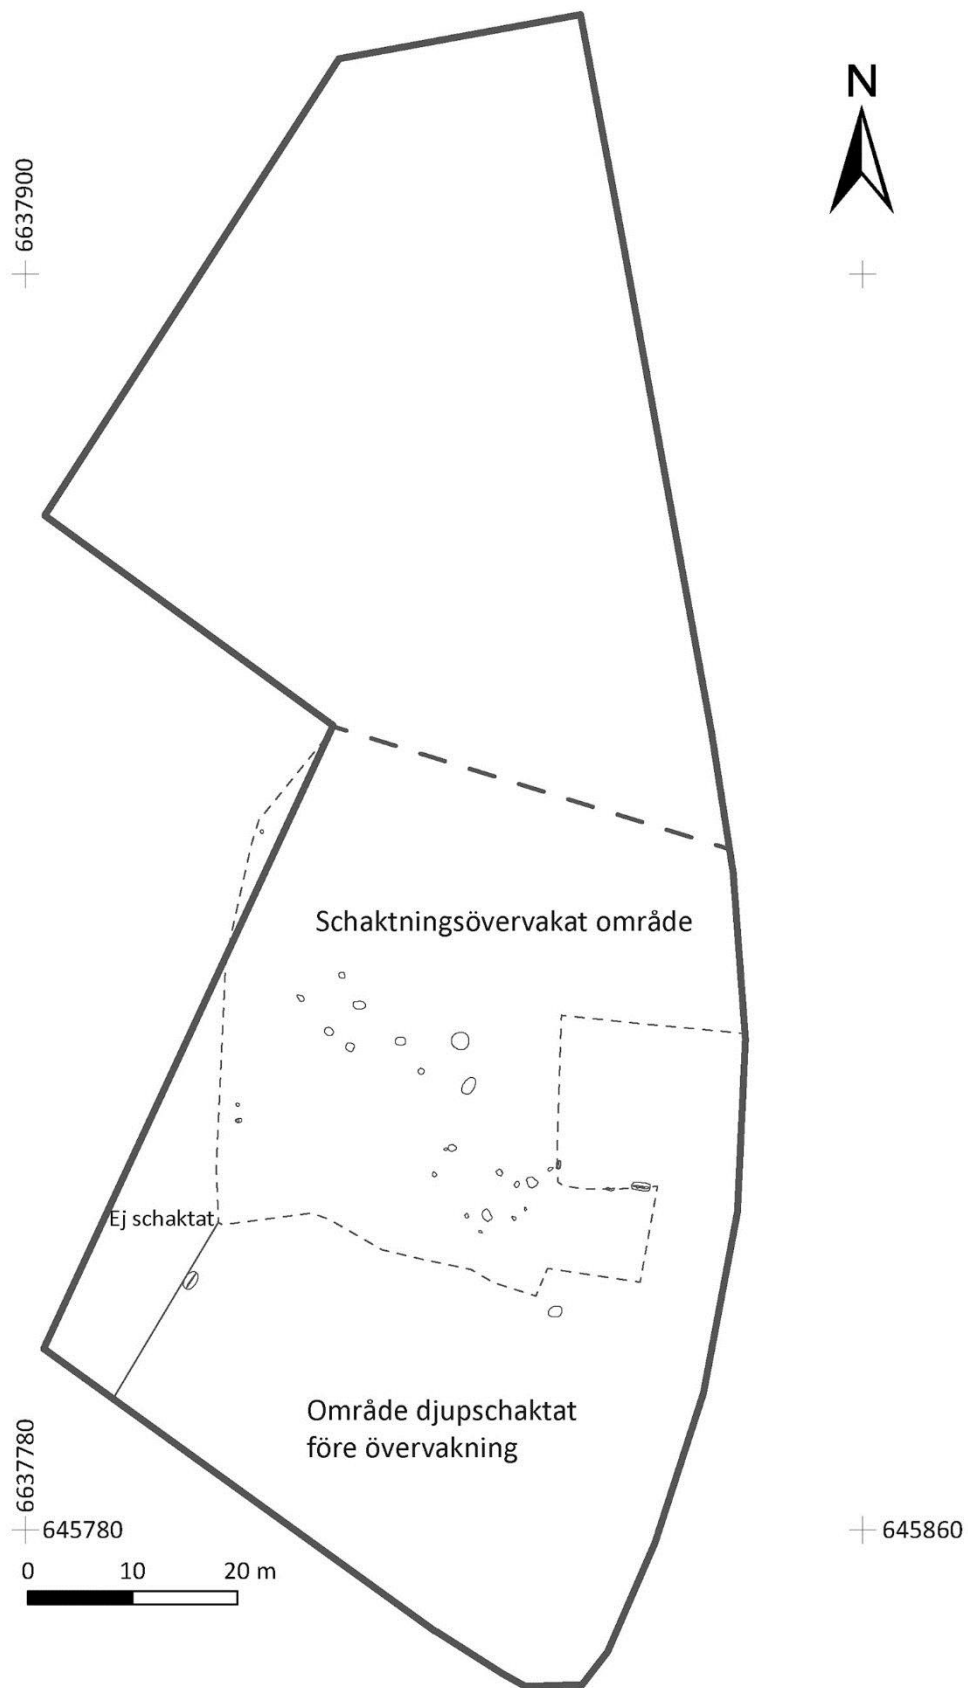 N
6637900
Schaktningsövervakat område
Ej schaktat
Område djupschaktat
före övervakning
6637780
645780
645860
0 10 20 m